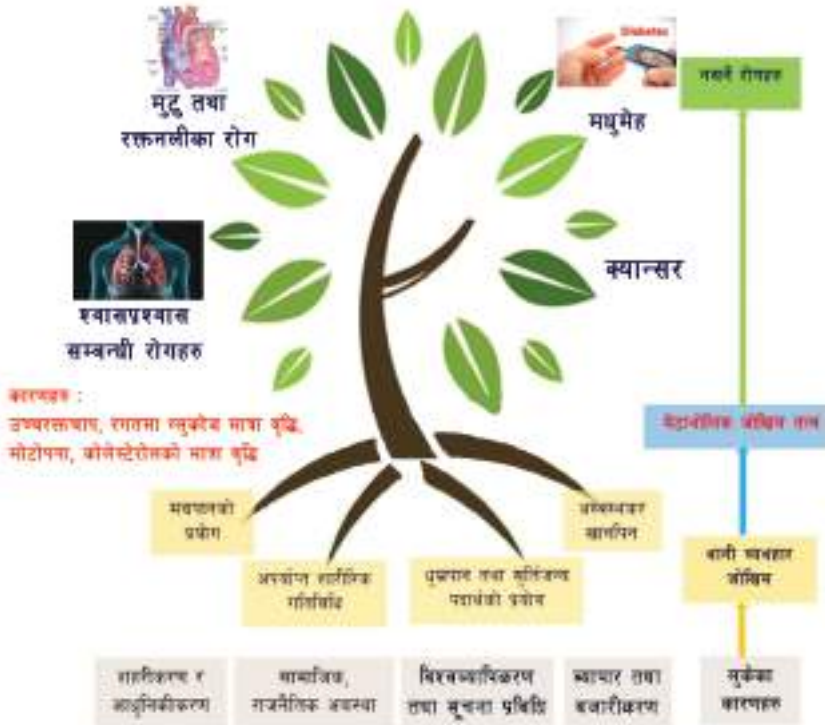 Diabetes
नसर्ने रोगहरु
मुटु तथा
रक्तनलीका रोग
मधुमेह
क्यान्सर
श्वासप्रश्वास
सम्बन्धी रोगहरु
कारणहरु :
उच्चरक्तचाप, रगतमा ग्लुकोज मात्रा वृद्धि,
मोटोपना, कोलेस्टेरोलको मात्रा वृद्धि
मेटाबोलिक जोखिम तत्व
मद्यपानको
प्रयोग
अस्वस्थकर
खानपिन
अपर्याप्त शारीरिक
गतिविधि
धुम्रपान तथा सुर्तिजन्य
पदार्थको प्रयोग
बानी व्यवहार
जोखिम
शहरीकरण र
आधुनिकीकरण
सामाजिक,
राजनैतिक अवस्था
विश्वव्यापिकरण
तथा सूचना प्रविधि
ब्यापार तथा
बजारीकरण
लुकेका
कारणहरु